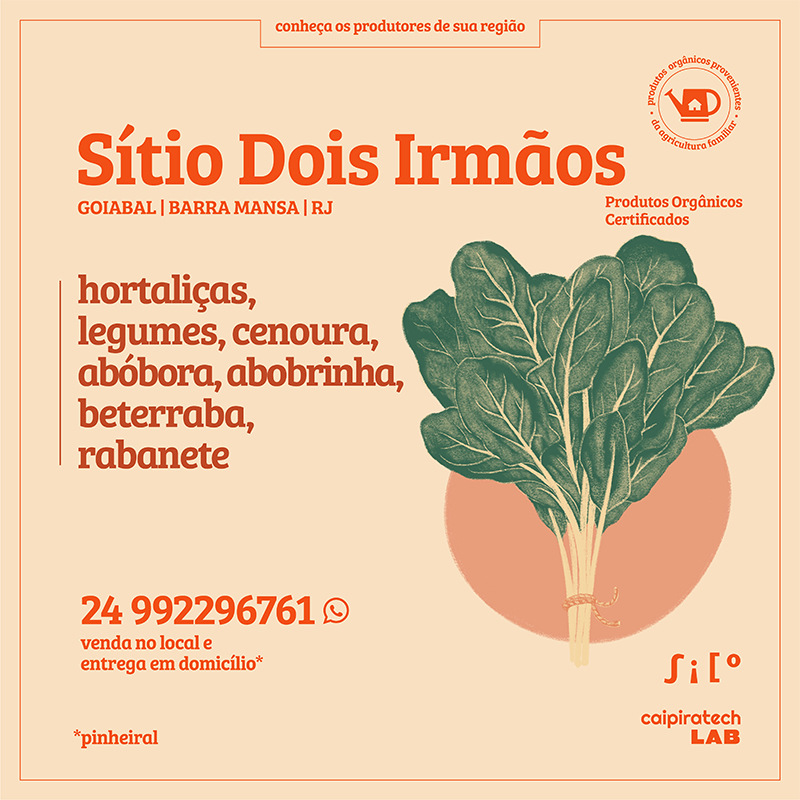 conheça os produtores de sua região
produtos orgânicos provenientes
da agricultura familiar
Sítio Dois Irmãos
GOIABAL | BARRA MANSA | RJ
Produtos Orgânicos
Certificados
hortaliças,
legumes, cenoura,
abóbora, abobrinha,
beterraba,
rabanete
24 992296761
venda no local e
entrega em domicílio*
*pinheiral
caipiratech
LAB